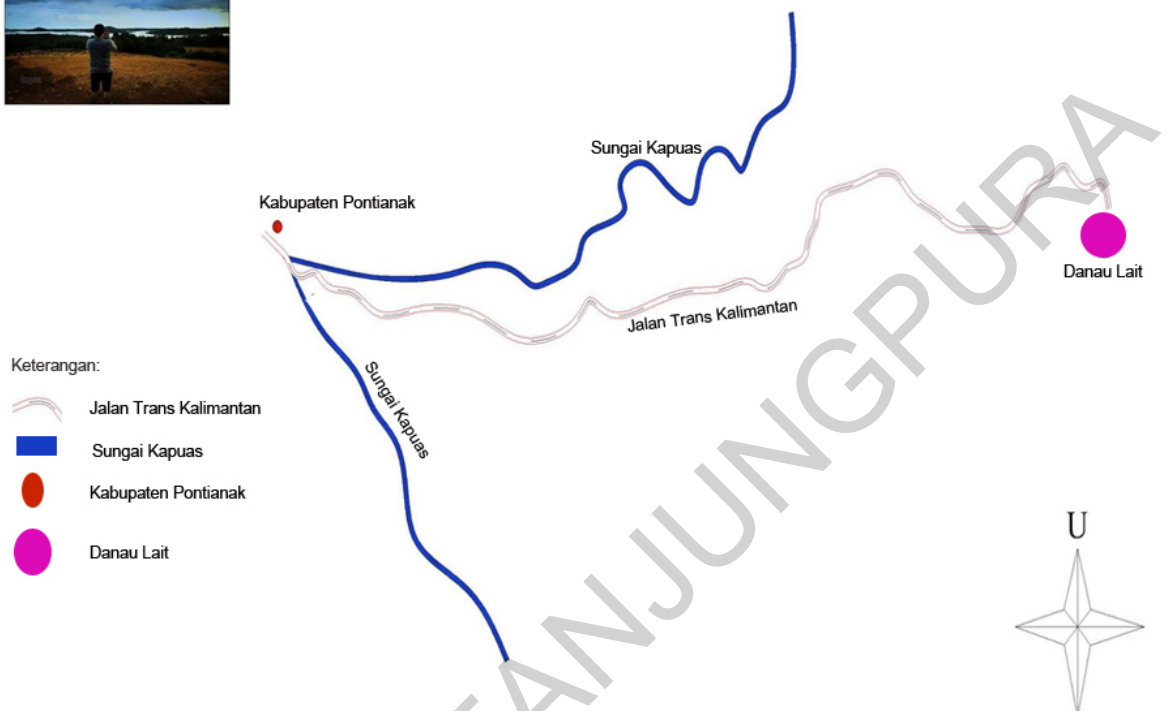 Sungai Kapuas
Kabupaten Pontianak
Danau Lait
Jalan Trans Kalimantan
Sungai Kapuas
Keterangan:
Jalan Trans Kalimantan
Sungai Kapuas
Kabupaten Pontianak
Danau Lait
U
TANJUNGPURA